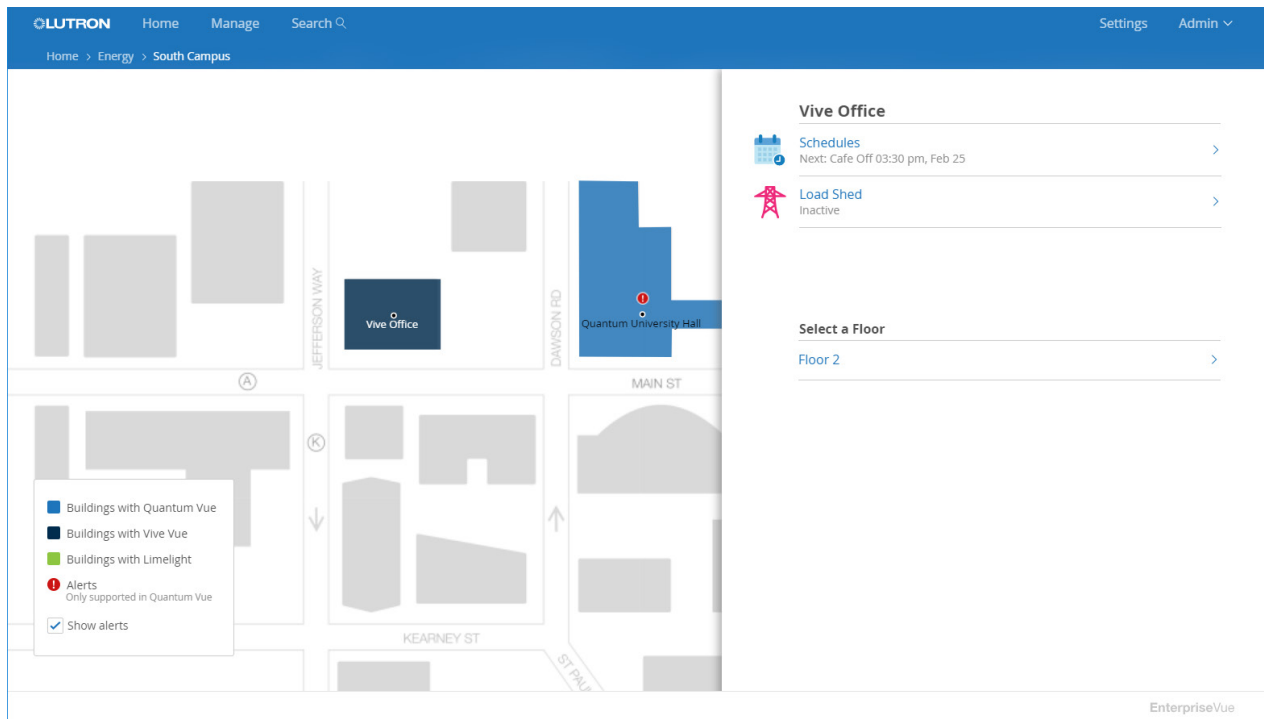 LUTRON Home Manage Search Settings Admin
Home > Energy > South Campus
Vive Office
Schedules
Next: Cafe Off 03:30 pm, Feb 25
Load Shed
Inactive
Select a Floor
Floor 2
JEFFERSON WAY
Vive Office
DAWSON RD
Quantum University Hall
A
MAIN ST
K
Buildings with Quantum Vue
Buildings with Vive Vue
Buildings with Limelight
Alerts
Only supported in Quantum Vue
Show alerts
KEARNEY ST
EnterpriseVue